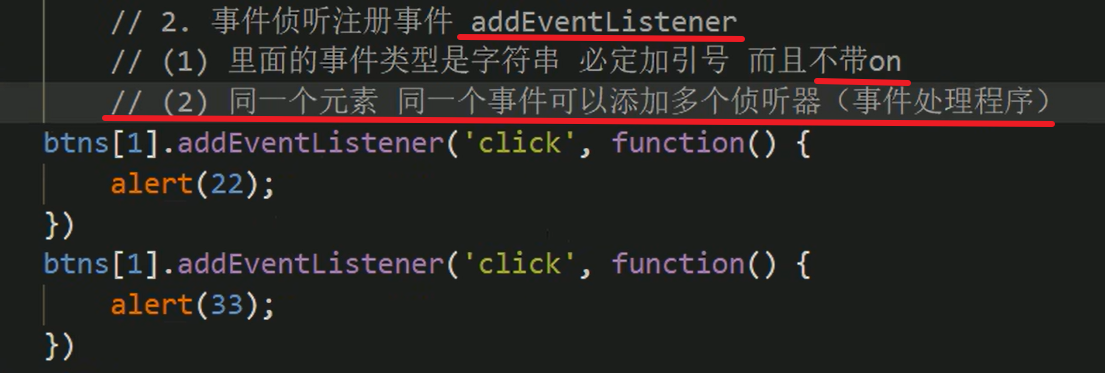 // 2. 事件侦听注册事件 addEventListener
// (1) 里面的事件类型是字符串 必定加引号 而且不带on
// (2) 同一个元素 同一个事件可以添加多个侦听器（事件处理程序）
btns[1].addEventListener('click', function() {
alert(22);
})
btns[1].addEventListener('click', function() {
alert(33);
})